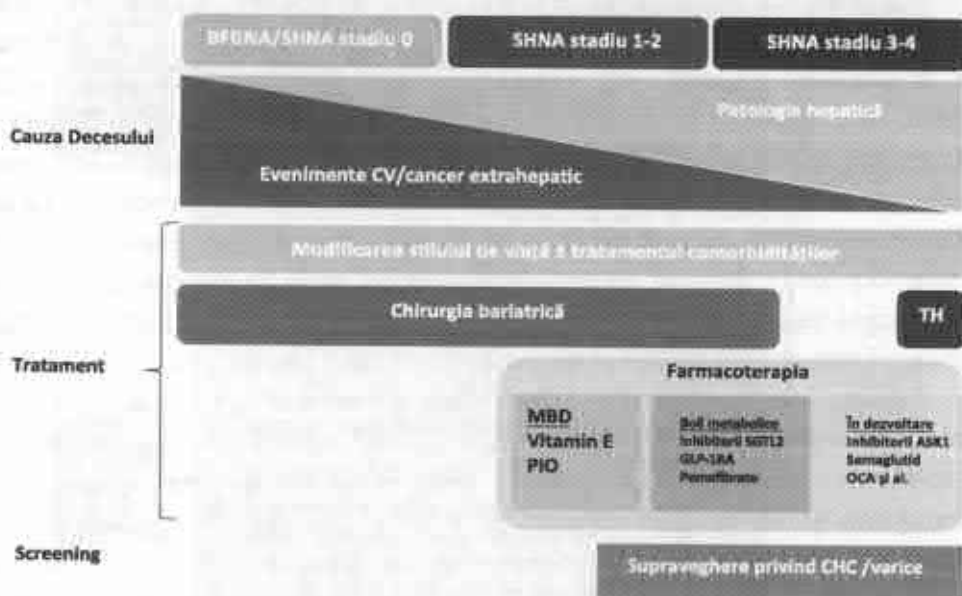 BFGNA/SHNA stadiu 0
SHNA stadiu 1-2
SHNA stadiu 3-4
Cauza Decesului
Patologia hepatică
Evenimente CV/cancer extrahepatic
Modificarea stilului de viață ± tratamentul comorbidităților
Chirurgia bariatrică
TH
Tratament
Farmacoterapia
MBD
Vitamin E
PIO
Boli metabolice
Inhibitorii SGTL2
GLP-1RA
Pemafibrate
În dezvoltare
Inhibitorii ASK1
Semaglutid
OCA și al.
Screening
Supraveghere privind CHC /varice